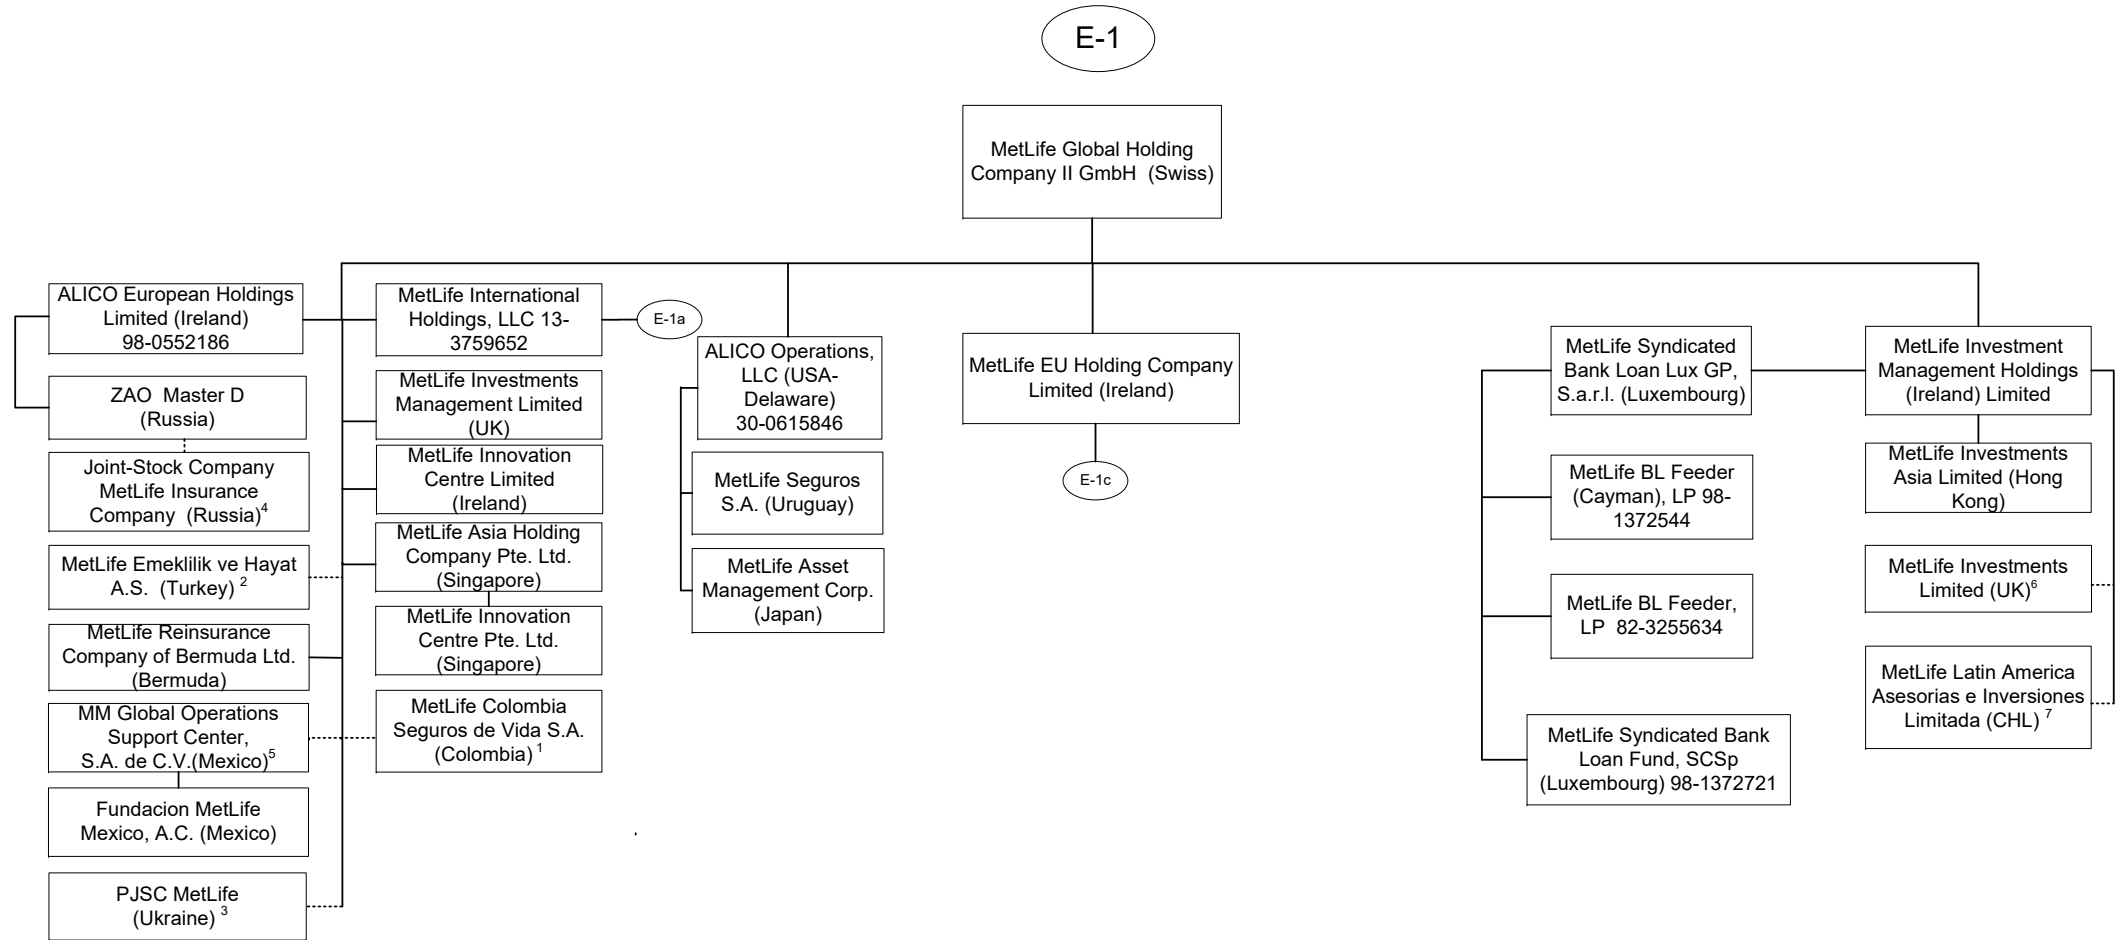 E-1
MetLife Global Holding
Company II GmbH (Swiss)
ALICO European Holdings
Limited (Ireland)
98-0552186
ZAO Master D
(Russia)
Joint-Stock Company
MetLife Insurance
Company (Russia)4
MetLife Emeklilik ve Hayat
A.S. (Turkey) 2
MetLife Reinsurance
Company of Bermuda Ltd.
(Bermuda)
MM Global Operations
Support Center,
S.A. de C.V.(Mexico)5
Fundacion MetLife
Mexico, A.C. (Mexico)
PJSC MetLife
(Ukraine) 3
MetLife International
Holdings, LLC 13-
3759652
E-1a
MetLife Investments
Management Limited
(UK)
MetLife Innovation
Centre Limited
(Ireland)
MetLife Asia Holding
Company Pte. Ltd.
(Singapore)
MetLife Innovation
Centre Pte. Ltd.
(Singapore)
MetLife Colombia
Seguros de Vida S.A.
(Colombia) 1
ALICO Operations,
LLC (USA-
Delaware)
30-0615846
MetLife Seguros
S.A. (Uruguay)
MetLife Asset
Management Corp.
(Japan)
MetLife EU Holding Company
Limited (Ireland)
E-1c
MetLife Syndicated
Bank Loan Lux GP,
S.a.r.l. (Luxembourg)
MetLife BL Feeder
(Cayman), LP 98-
1372544
MetLife BL Feeder,
LP 82-3255634
MetLife Syndicated Bank
Loan Fund, SCSp
(Luxembourg) 98-1372721
MetLife Investment
Management Holdings
(Ireland) Limited
MetLife Investments
Asia Limited (Hong
Kong)
MetLife Investments
Limited (UK)6
MetLife Latin America
Asesorias e Inversiones
Limitada (CHL) 7